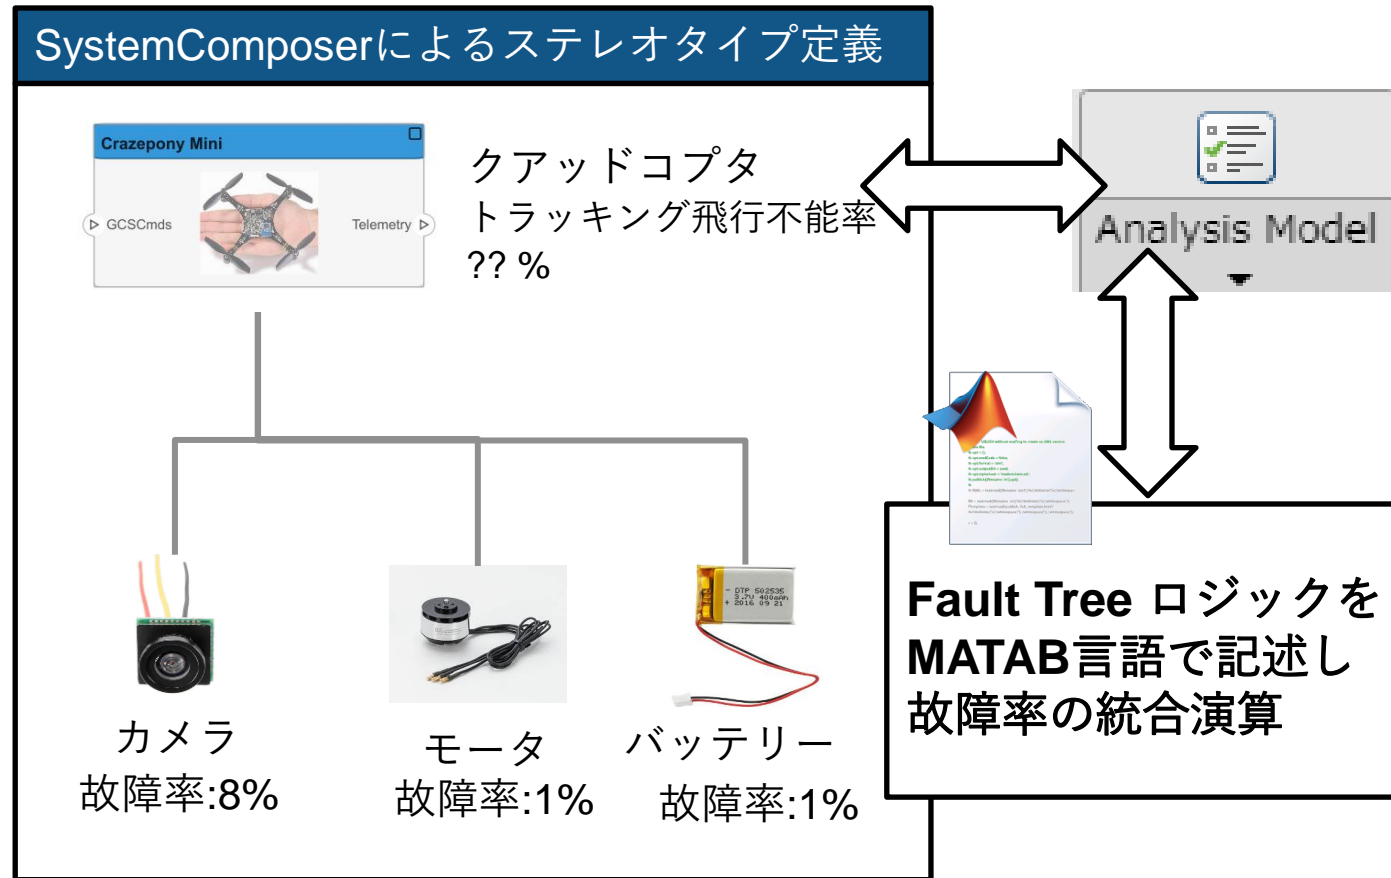 SystemComposerによるステレオタイプ定義
Crazepony Mini
GCSCmds
Telemetry
クアッドコプタ
トラッキング飛行不能率
?? %
Analysis Model
- DTP 502535
3.7V 400mAh
+ 2016 09 21
Fault Tree ロジックを
MATAB言語で記述し
故障率の統合演算
カメラ
故障率:8%
モータ
故障率:1%
バッテリー
故障率:1%